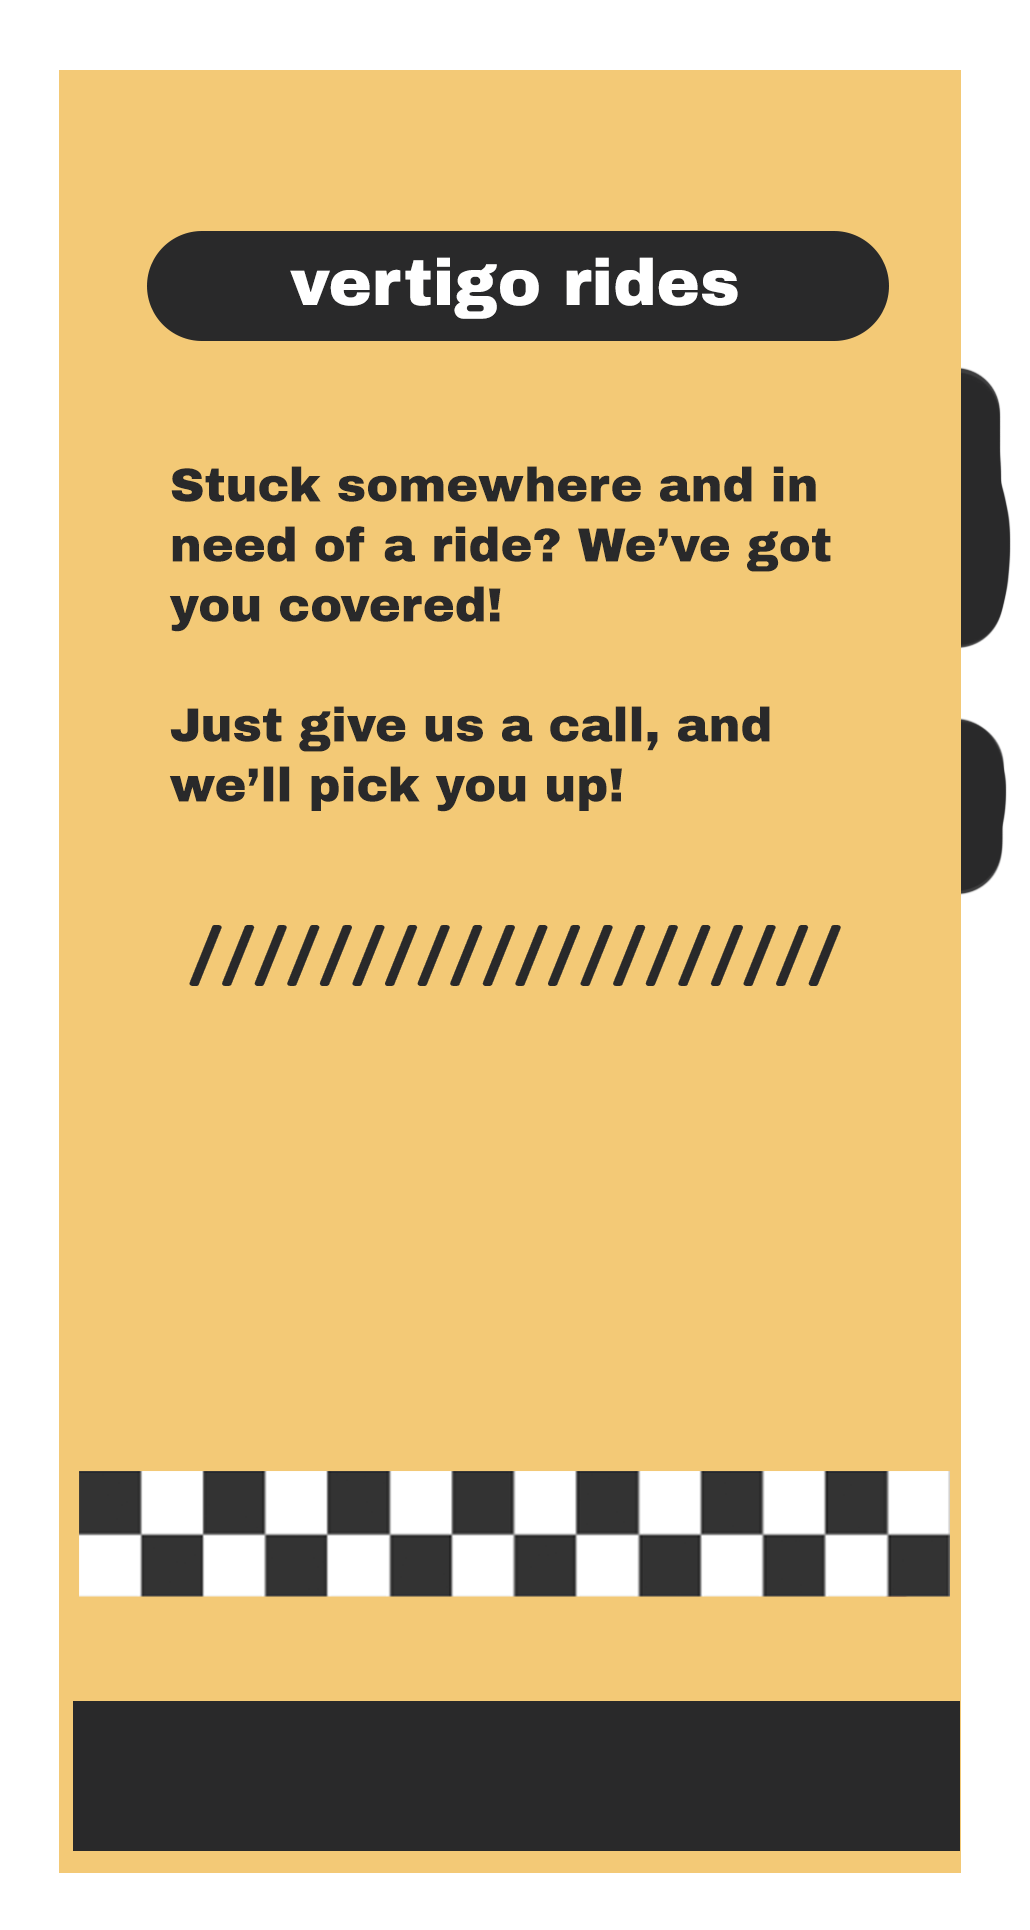 vertigo rides
Stuck somewhere and in
need of a ride? We’ve got
you covered!
Just give us a call, and
we’ll pick you up!